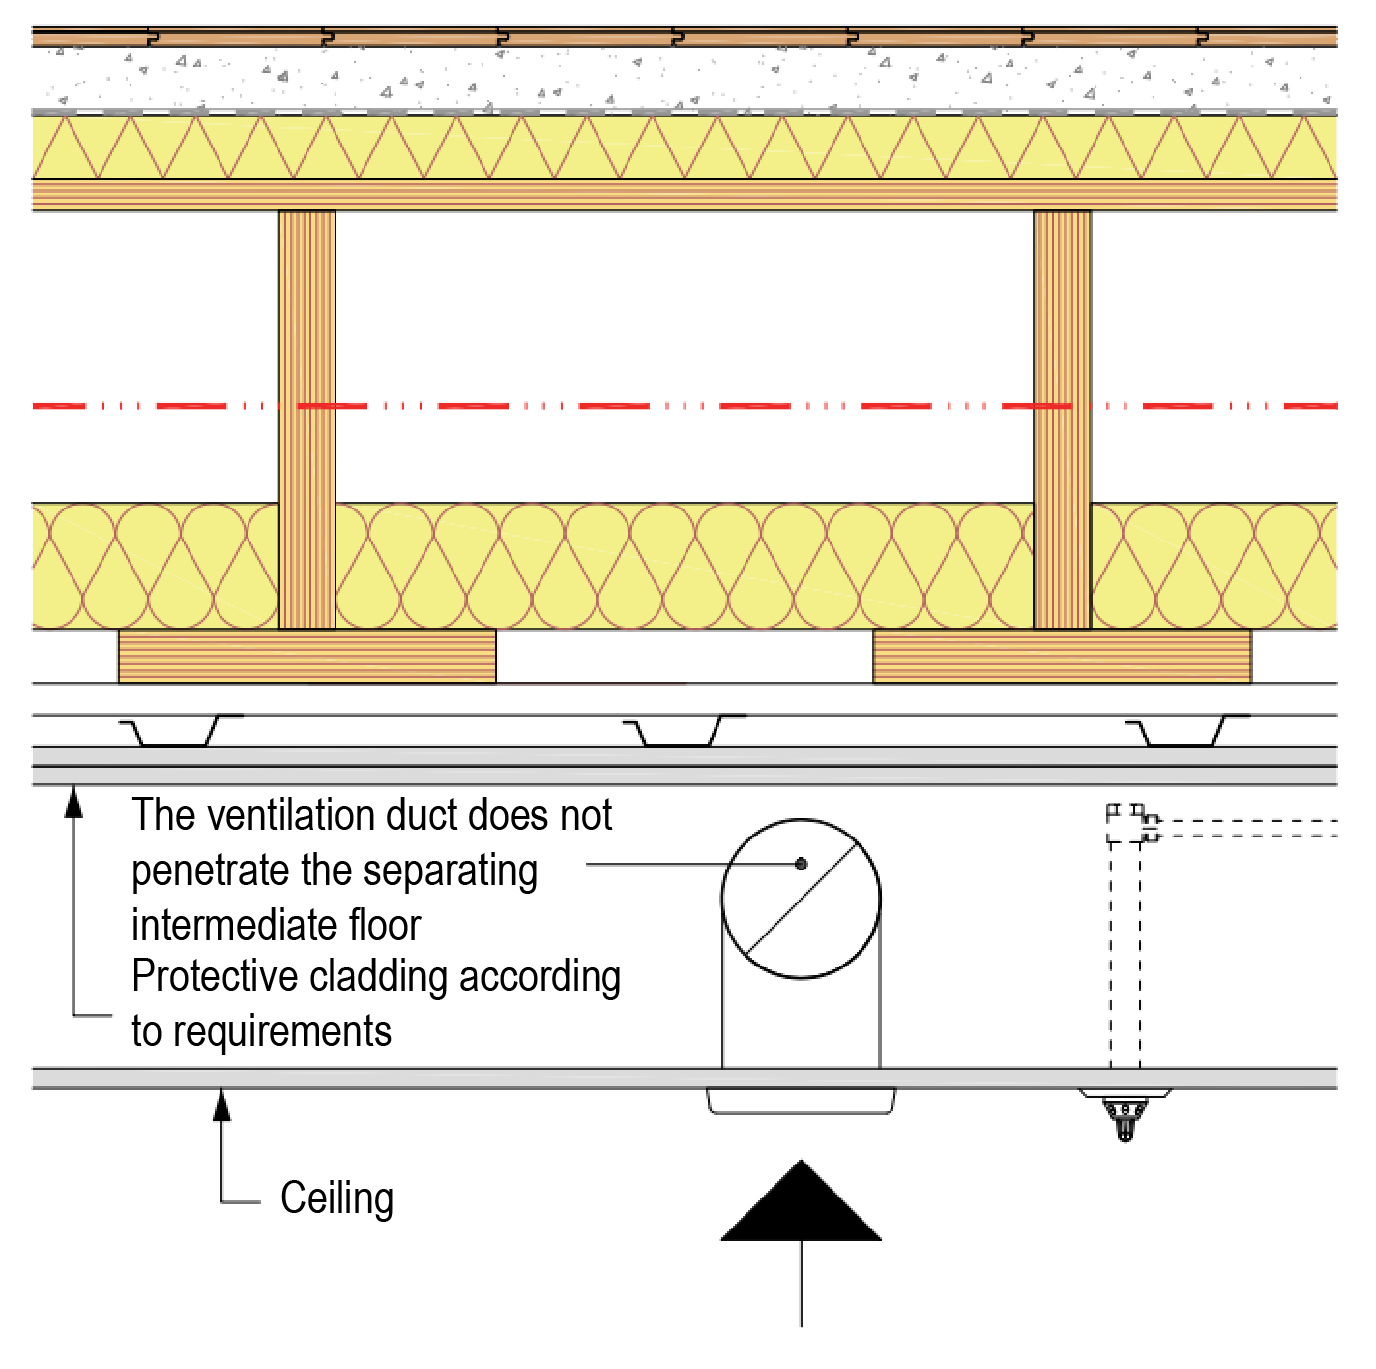 The ventilation duct does not
penetrate the separating
intermediate floor
Protective cladding according
to requirements
Ceiling